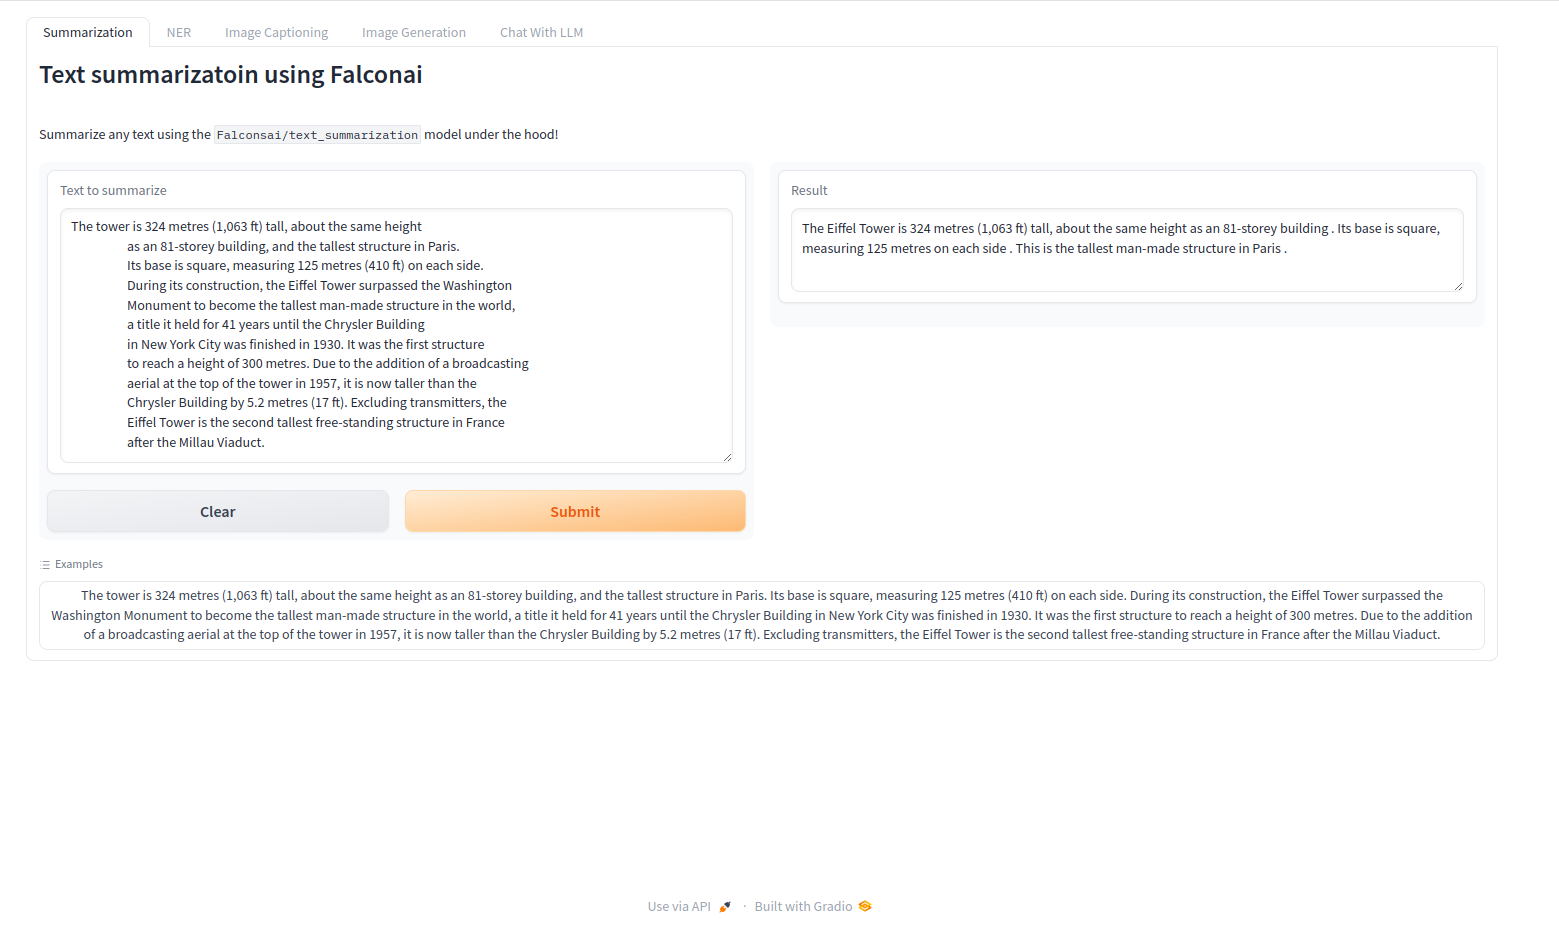 Summarization
NER
Image Captioning
Image Generation
Chat With LLM
Text summarizatoin using Falconai
Summarize any text using the Falconsai/text_summarization model under the hood!
Text to summarize
The tower is 324 metres (1,063 ft) tall, about the same height
as an 81-storey building, and the tallest structure in Paris.
Its base is square, measuring 125 metres (410 ft) on each side.
During its construction, the Eiffel Tower surpassed the Washington
Monument to become the tallest man-made structure in the world,
a title it held for 41 years until the Chrysler Building
in New York City was finished in 1930. It was the first structure
to reach a height of 300 metres. Due to the addition of a broadcasting
aerial at the top of the tower in 1957, it is now taller than the
Chrysler Building by 5.2 metres (17 ft). Excluding transmitters, the
Eiffel Tower is the second tallest free-standing structure in France
after the Millau Viaduct.
Clear
Submit
Result
The Eiffel Tower is 324 metres (1,063 ft) tall, about the same height as an 81-storey building . Its base is square,
measuring 125 metres on each side . This is the tallest man-made structure in Paris .
Examples
The tower is 324 metres (1,063 ft) tall, about the same height as an 81-storey building, and the tallest structure in Paris. Its base is square, measuring 125 metres (410 ft) on each side. During its construction, the Eiffel Tower surpassed the
Washington Monument to become the tallest man-made structure in the world, a title it held for 41 years until the Chrysler Building in New York City was finished in 1930. It was the first structure to reach a height of 300 metres. Due to the addition
of a broadcasting aerial at the top of the tower in 1957, it is now taller than the Chrysler Building by 5.2 metres (17 ft). Excluding transmitters, the Eiffel Tower is the second tallest free-standing structure in France after the Millau Viaduct.
Use via API · Built with Gradio